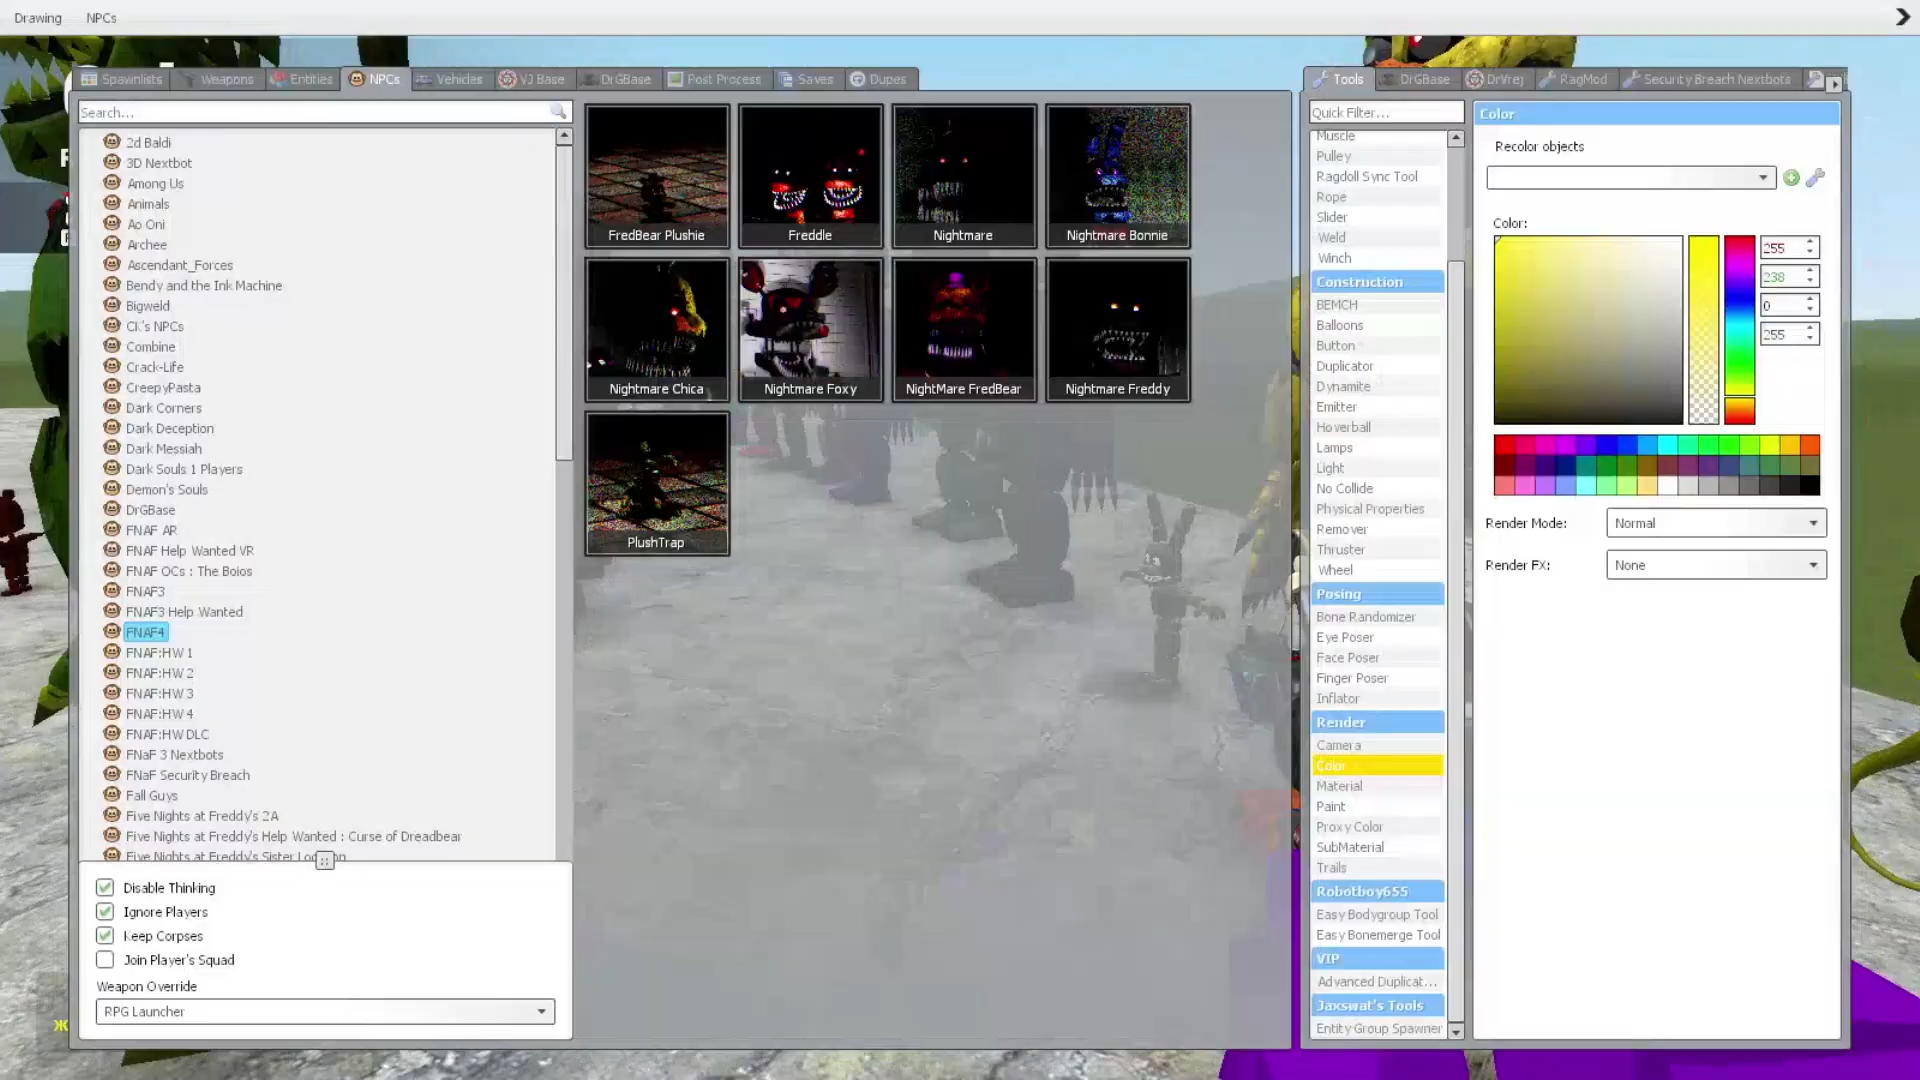 Drawing NPCs
Spawnlists Weapons Entities NPCs Vehicles VJ Base DrGBase Post Process Saves Dupes
Search...
2d Baldi
3D Nextbot
Among Us
Animals
Ao Oni
Archee
Ascendant_Forces
Bendy and the Ink Machine
Bigweld
CK's NPCs
Combine
Crack-Life
CreepyPasta
Dark Corners
Dark Deception
Dark Messiah
Dark Souls 1 Players
Demon's Souls
DrGBase
FNAF AR
FNAF Help Wanted VR
FNAF OCs : The Boios
FNAF3
FNAF3 Help Wanted
FNAF4
FNAF:HW 1
FNAF:HW 2
FNAF:HW 3
FNAF:HW 4
FNAF:HW DLC
FNaF 3 Nextbots
FNaF Security Breach
Fall Guys
Five Nights at Freddy's 2A
Five Nights at Freddy's Help Wanted : Curse of Dreadbear
Five Nights at Freddy's Sister
Disable Thinking
Ignore Players
Keep Corpses
Join Player's Squad
Weapon Override
RPG Launcher
FredBear Plushie Freddle Nightmare Nightmare Bonnie
Nightmare Chica Nightmare Foxy NightMare FredBear Nightmare Freddy
PlushTrap
Tools DrGBase DrVrej RagMod Security Breach Nextbots
Quick Filter...
Muscle
Pulley
Ragdoll Sync Tool
Rope
Slider
Weld
Winch
Construction
BEMCH
Balloons
Button
Duplicator
Dynamite
Emitter
Hoverball
Lamps
Light
No Collide
Physical Properties
Remover
Thruster
Wheel
Posing
Bone Randomizer
Eye Poser
Face Poser
Finger Poser
Inflator
Render
Camera
Color
Material
Paint
Proxy Color
SubMaterial
Trails
Robotboy655
Easy Bodygroup Tool
Easy Bonemerge Tool
VIP
Advanced Duplicat...
Jaxswat's Tools
Entity Group Spawner
Color
Recolor objects
Color:
255
238
0
255
Render Mode: Normal
Render FX: None